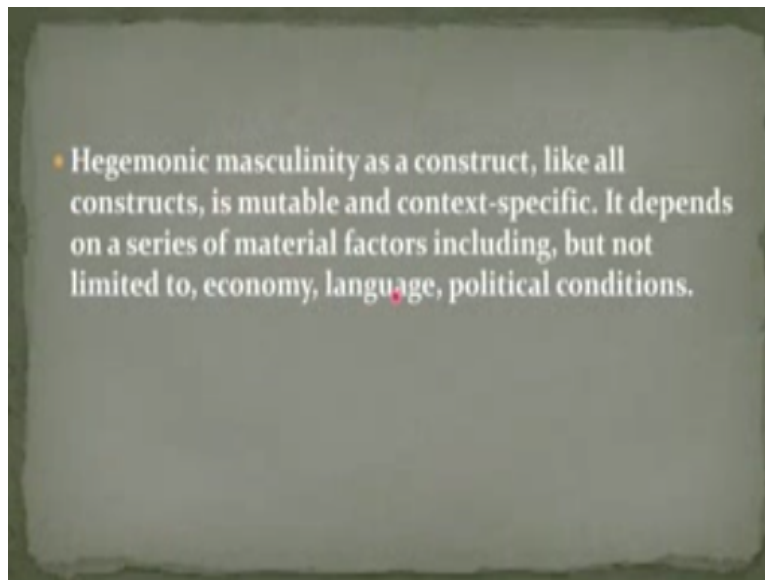 Hegemonic masculinity as a construct, like all
constructs, is mutable and context-specific. It depends
on a series of material factors including, but not
limited to, economy, language, political conditions.